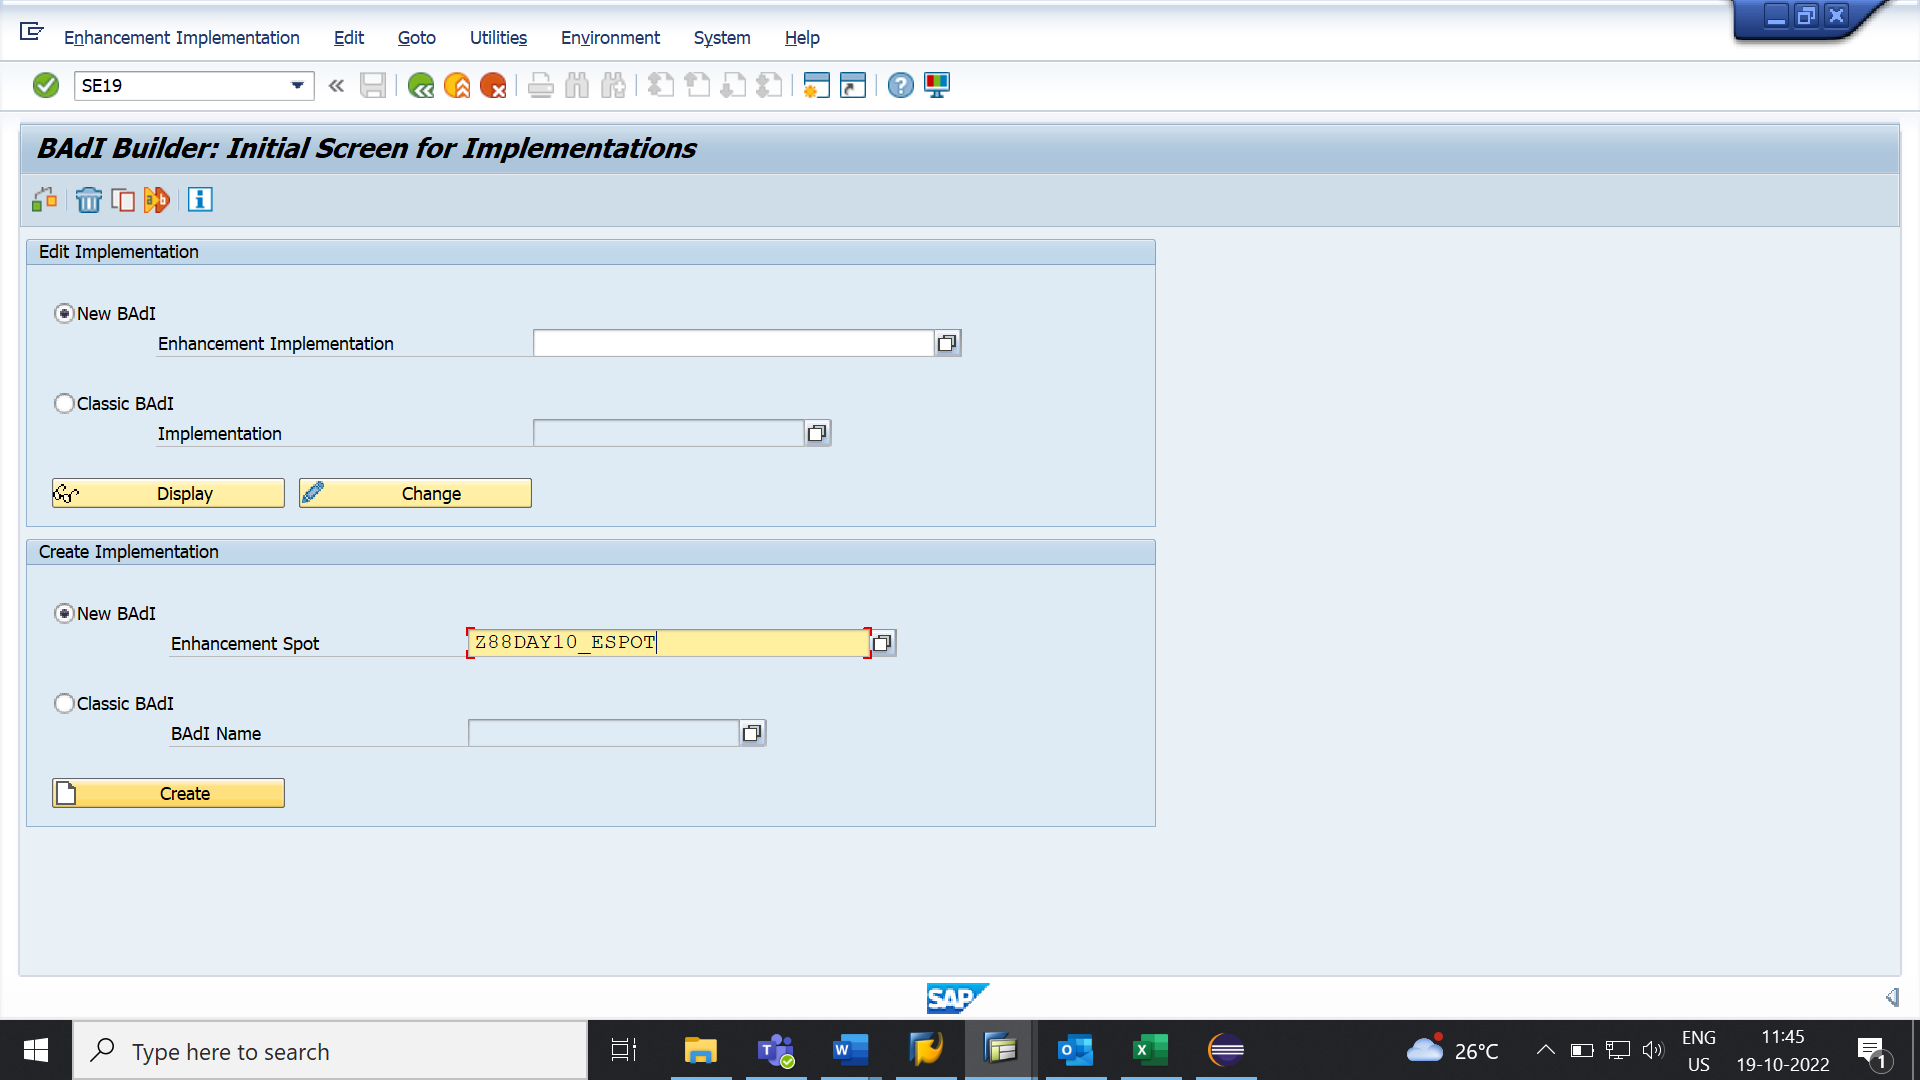 Enhancement Implementation Edit Goto Utilities Environment System Help
SE19
BAdI Builder: Initial Screen for Implementations
Edit Implementation
New BAdI
Enhancement Implementation
Classic BAdI
Implementation
Display Change
Create Implementation
New BAdI
Enhancement Spot Z88DAY10_ESPOT
Classic BAdI
BAdI Name
Create
SAP
Type here to search
26°C
ENG
US
11:45
19-10-2022
1